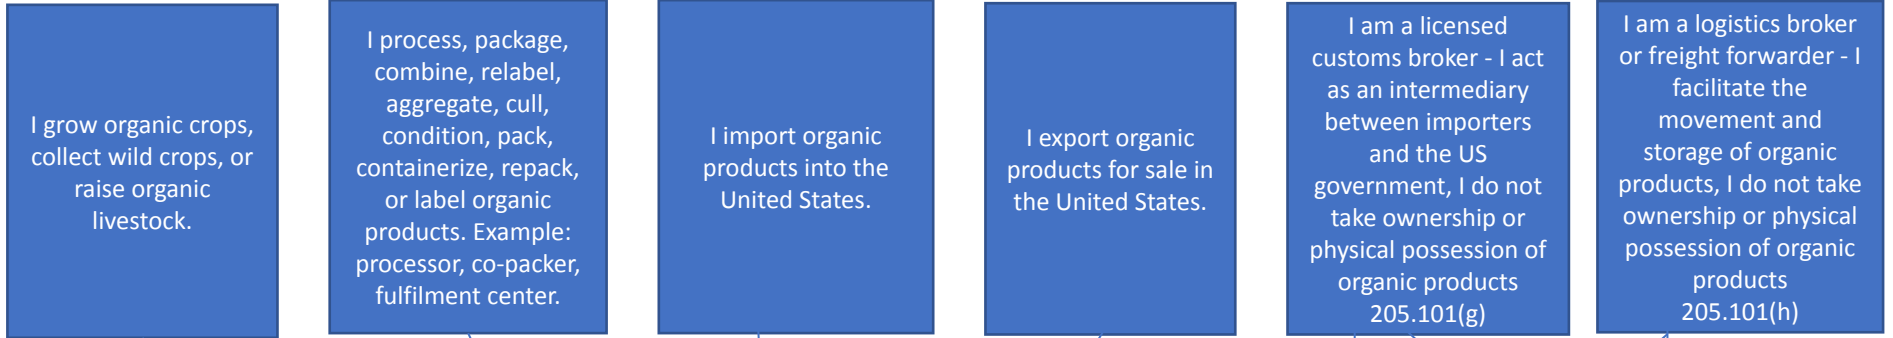 I grow organic crops,
collect wild crops, or
raise organic
livestock.
I process, package,
combine, relabel,
aggregate, cull,
condition, pack,
containerize, repack,
or label organic
products. Example:
processor, co-packer,
fulfilment center.
I import organic
products into the
United States.
I export organic
products for sale in
the United States.
I am a licensed
customs broker - I act
as an intermediary
between importers
and the US
government, I do not
take ownership or
physical possession of
organic products
205.101(g)
I am a logistics broker
or freight forwarder - I
facilitate the
movement and
storage of organic
products, I do not take
ownership or physical
possession of organic
products
205.101(h)